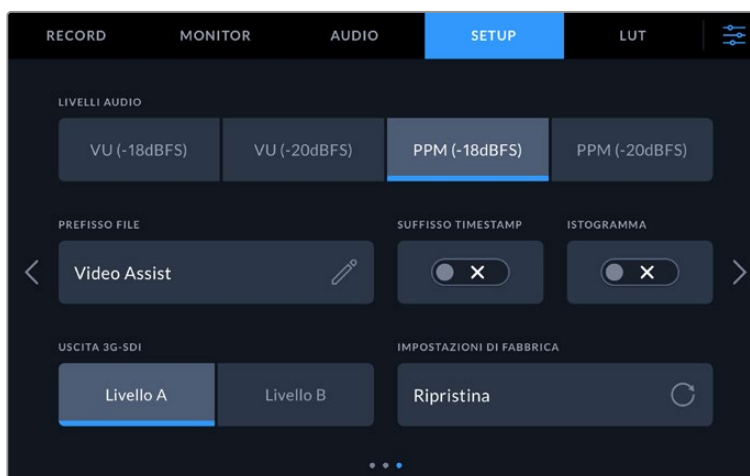 RECORD MONITOR AUDIO SETUP LUT
LIVELLI AUDIO
VU (-18dBFS) VU (-20dBFS) PPM (-18dBFS) PPM (-20dBFS)
PREFISSO FILE SUFFISSO TIMESTAMP ISTOGRAMMA
Video Assist
USCITA 3G-SDI IMPOSTAZIONI DI FABBRICA
Livello A Livello B Ripristina